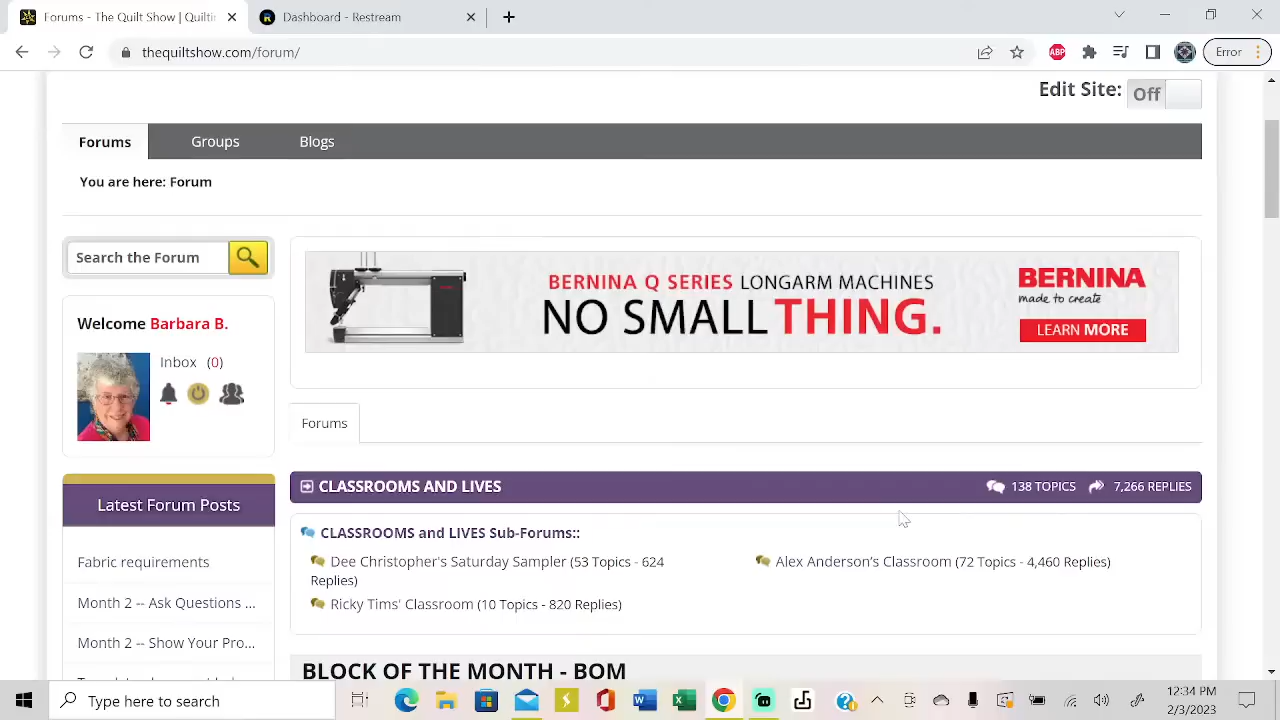 Forums - The Quilt Show | Quilti
Dashboard - Restream
thequiltshow.com/forum/
ABP
Error
Edit Site: Off
Forums Groups Blogs
You are here: Forum
Search the Forum
BERNINA Q SERIES LONGARM MACHINES
NO SMALL THING.
BERNINA
made to create
LEARN MORE
Welcome Barbara B.
Inbox (0)
Forums
CLASSROOMS AND LIVES 138 TOPICS 7,266 REPLIES
Latest Forum Posts
CLASSROOMS and LIVES Sub-Forums::
Dee Christopher's Saturday Sampler (53 Topics - 624
Replies)
Alex Anderson's Classroom (72 Topics - 4,460 Replies)
Ricky Tims' Classroom (10 Topics - 820 Replies)
Fabric requirements
Month 2 -- Ask Questions ...
Month 2 -- Show Your Pro...
BLOCK OF THE MONTH - BOM
Type here to search
12:44 PM
2/3/2023